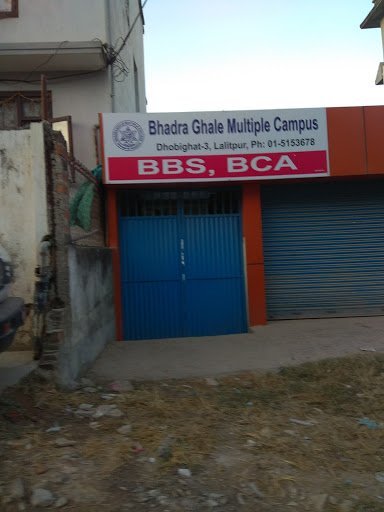 Bhadra Ghale Multiple Campus
Dhobighat-3, Lalitpur, Ph: 01-5153678
BBS, BCA